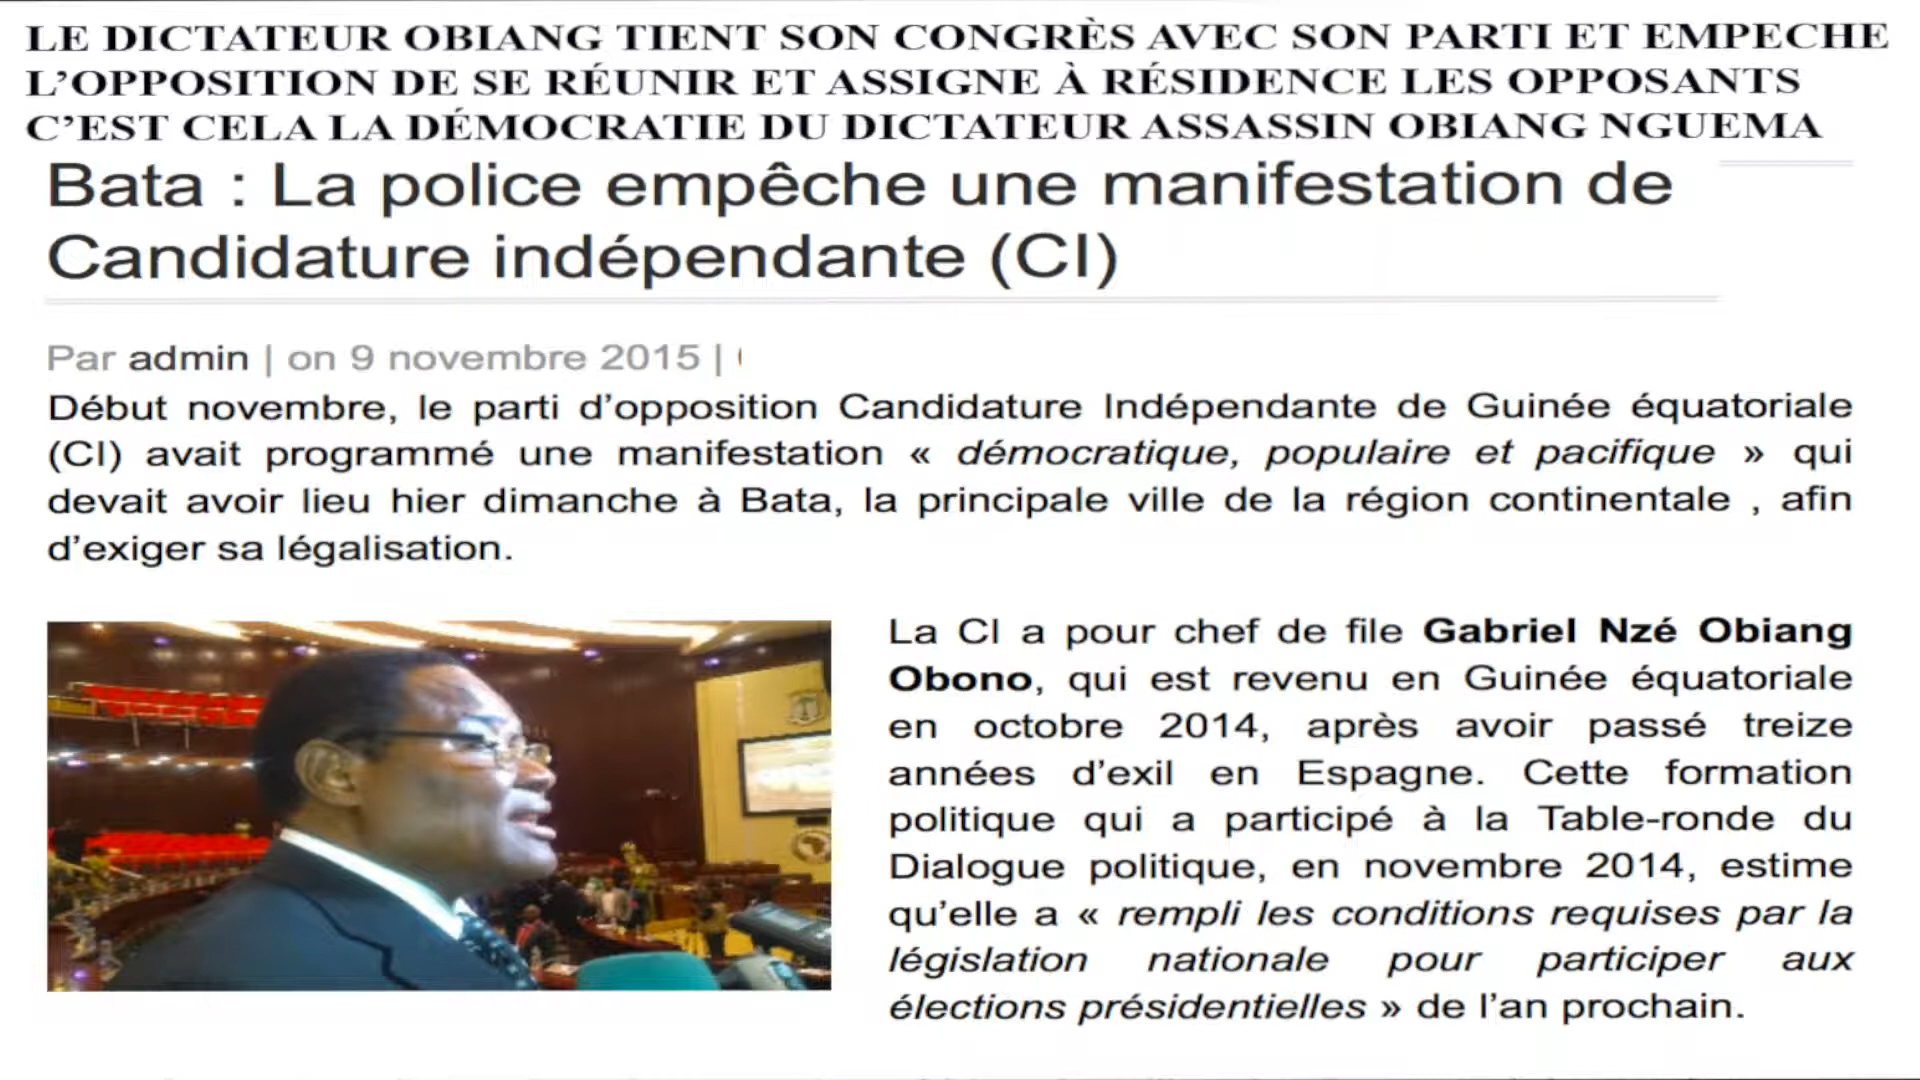 LE DICTATEUR OBIANG TIENT SON CONGRÈS AVEC SON PARTI ET EMPECHE
L’OPPOSITION DE SE RÉUNIR ET ASSIGNE À RÉSIDENCE LES OPPOSANTS
C’EST CELA LA DÉMOCRATIE DU DICTATEUR ASSASSIN OBIANG NGUEMA
Bata : La police empêche une manifestation de
Candidature indépendante (CI)
Par admin | on 9 novembre 2015 |
Début novembre, le parti d’opposition Candidature Indépendante de Guinée équatoriale
(CI) avait programmé une manifestation « démocratique, populaire et pacifique » qui
devait avoir lieu hier dimanche à Bata, la principale ville de la région continentale , afin
d’exiger sa légalisation.
La CI a pour chef de file Gabriel Nzé Obiang
Obono, qui est revenu en Guinée équatoriale
en octobre 2014, après avoir passé treize
années d’exil en Espagne. Cette formation
politique qui a participé à la Table-ronde du
Dialogue politique, en novembre 2014, estime
qu’elle a « rempli les conditions requises par la
législation nationale pour participer aux
élections présidentielles » de l’an prochain.